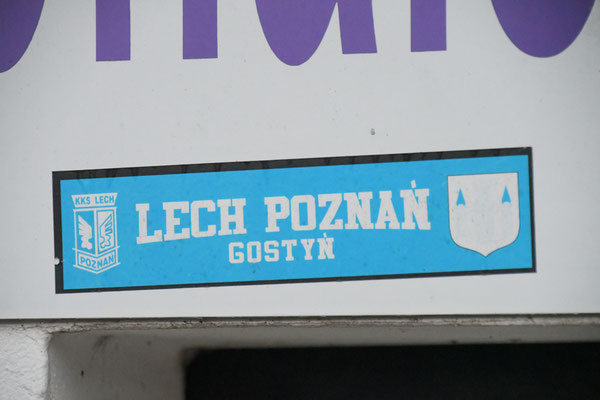 KKS LECH
POZNAŃ
LECH POZNAŃ
GOSTYŃ